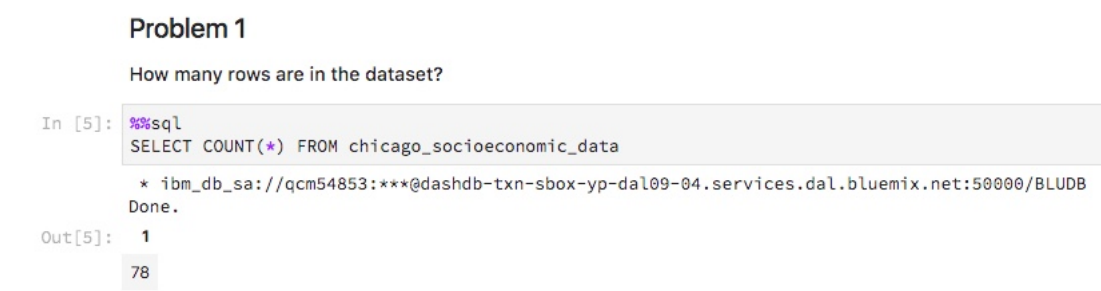 Problem 1
How many rows are in the dataset?
In [5]: %%sql
SELECT COUNT(*) FROM chicago_socioeconomic_data
* ibm_db_sa://qcm54853:***@dashdb-txn-sbox-yp-dal09-04.services.dal.bluemix.net:50000/BLUDB
Done.
Out[5]: 1
78